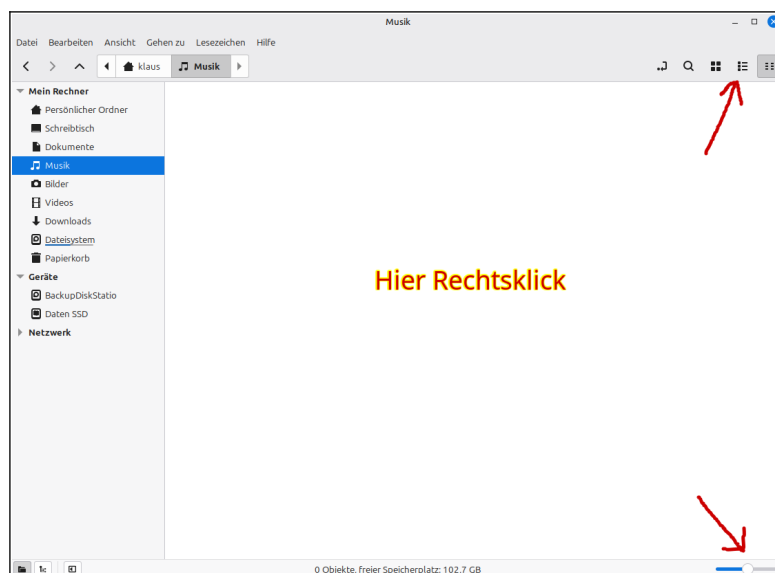 Musik
Datei Bearbeiten Ansicht Gehen zu Lesezeichen Hilfe
klaus Musik
Mein Rechner
Persönlicher Ordner
Schreibtisch
Dokumente
Musik
Bilder
Videos
Downloads
Dateisystem
Papierkorb
Geräte
BackupDiskStatio
Daten SSD
Netzwerk
Hier Rechtsklick
0 Objekte, freier Speicherplatz: 102,7 GB